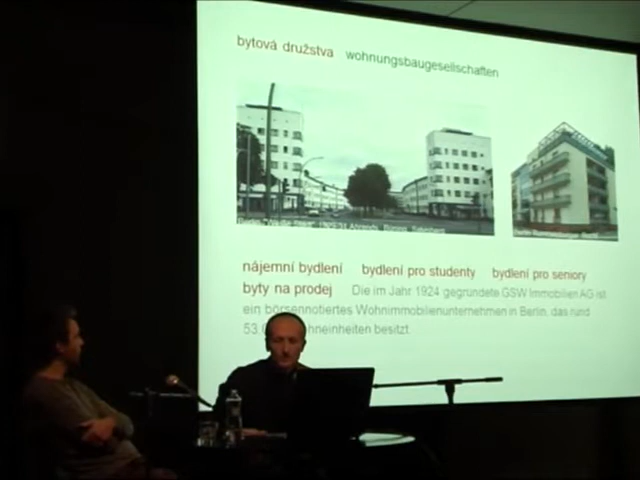 bytová družstva wohnungsbaugesellschaften
nájemní bydlení bydlení pro studenty bydlení pro seniory
byty na prodej Die im Jahr 1924 gegründete GSW Immobilien AG ist
ein börsennotiertes Wohnimmobilienunternehmen in Berlin, das rund
53. hneinheiten besitzt